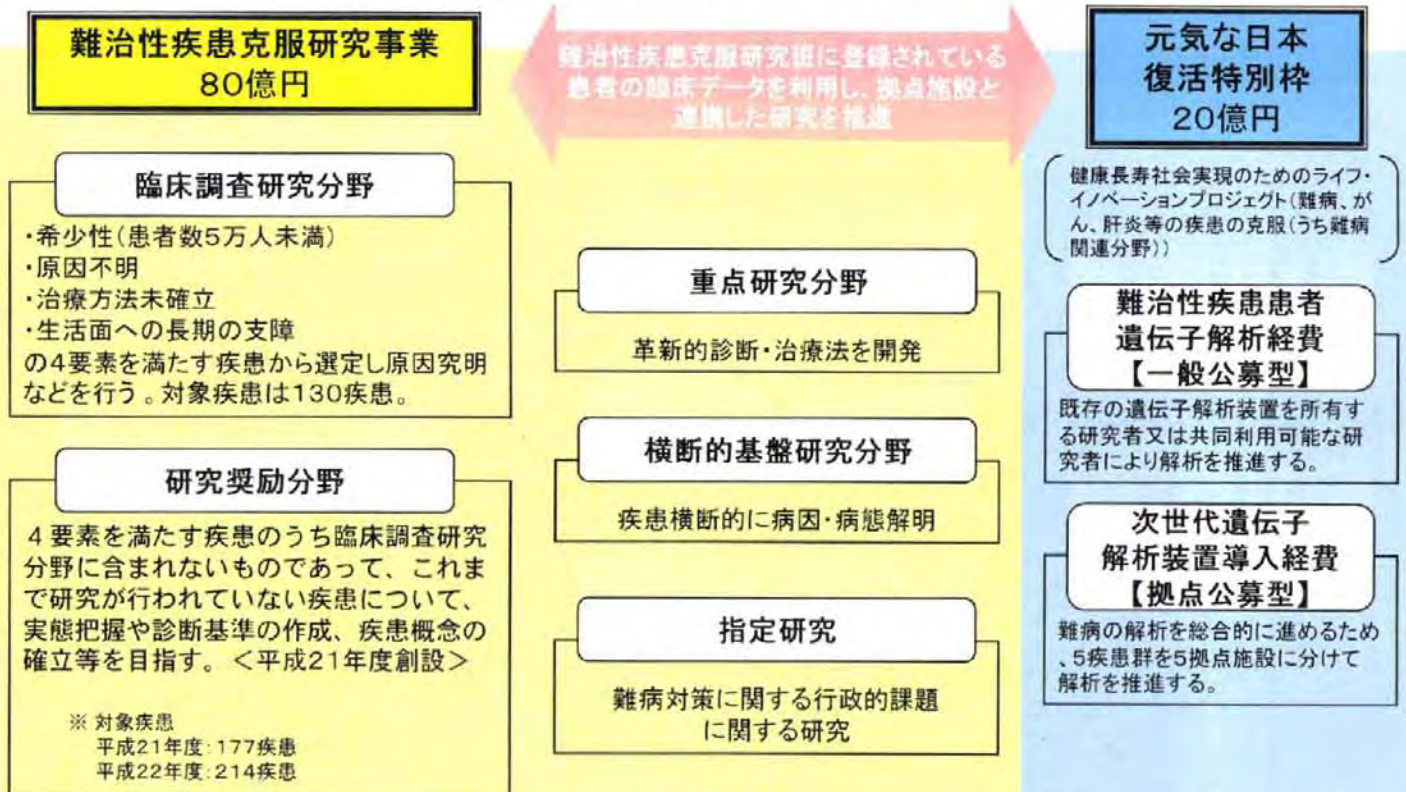 難治性疾患克服研究事業
80億円
難治性疾患克服研究班に登録されている
患者の臨床データを利用し、拠点施設と
連携した研究を推進
元気な日本
復活特別枠
20億円
健康長寿社会実現のためのライフ・
イノベーションプロジェクト(難病、が
ん、肝炎等の疾患の克服(うち難病
関連分野))
臨床調査研究分野
・希少性(患者数5万人未満)
・原因不明
・治療方法未確立
・生活面への長期の支障
の4要素を満たす疾患から選定し原因究明
などを行う。対象疾患は130疾患。
研究奨励分野
4要素を満たす疾患のうち臨床調査研究
分野に含まれないものであって、これま
で研究が行われていない疾患について、
実態把握や診断基準の作成、疾患概念の
確立等を目指す。<平成21年度創設>
※ 対象疾患
平成21年度:177疾患
平成22年度:214疾患
重点研究分野
革新的診断・治療法を開発
横断的基盤研究分野
疾患横断的に病因・病態解明
指定研究
難病対策に関する行政的課題
に関する研究
難治性疾患患者
遺伝子解析経費
【一般公募型】
既存の遺伝子解析装置を所有す
る研究者又は共同利用可能な研
究者により解析を推進する。
次世代遺伝子
解析装置導入経費
【拠点公募型】
難病の解析を総合的に進めるため
、5疾患群を5拠点施設に分けて
解析を推進する。